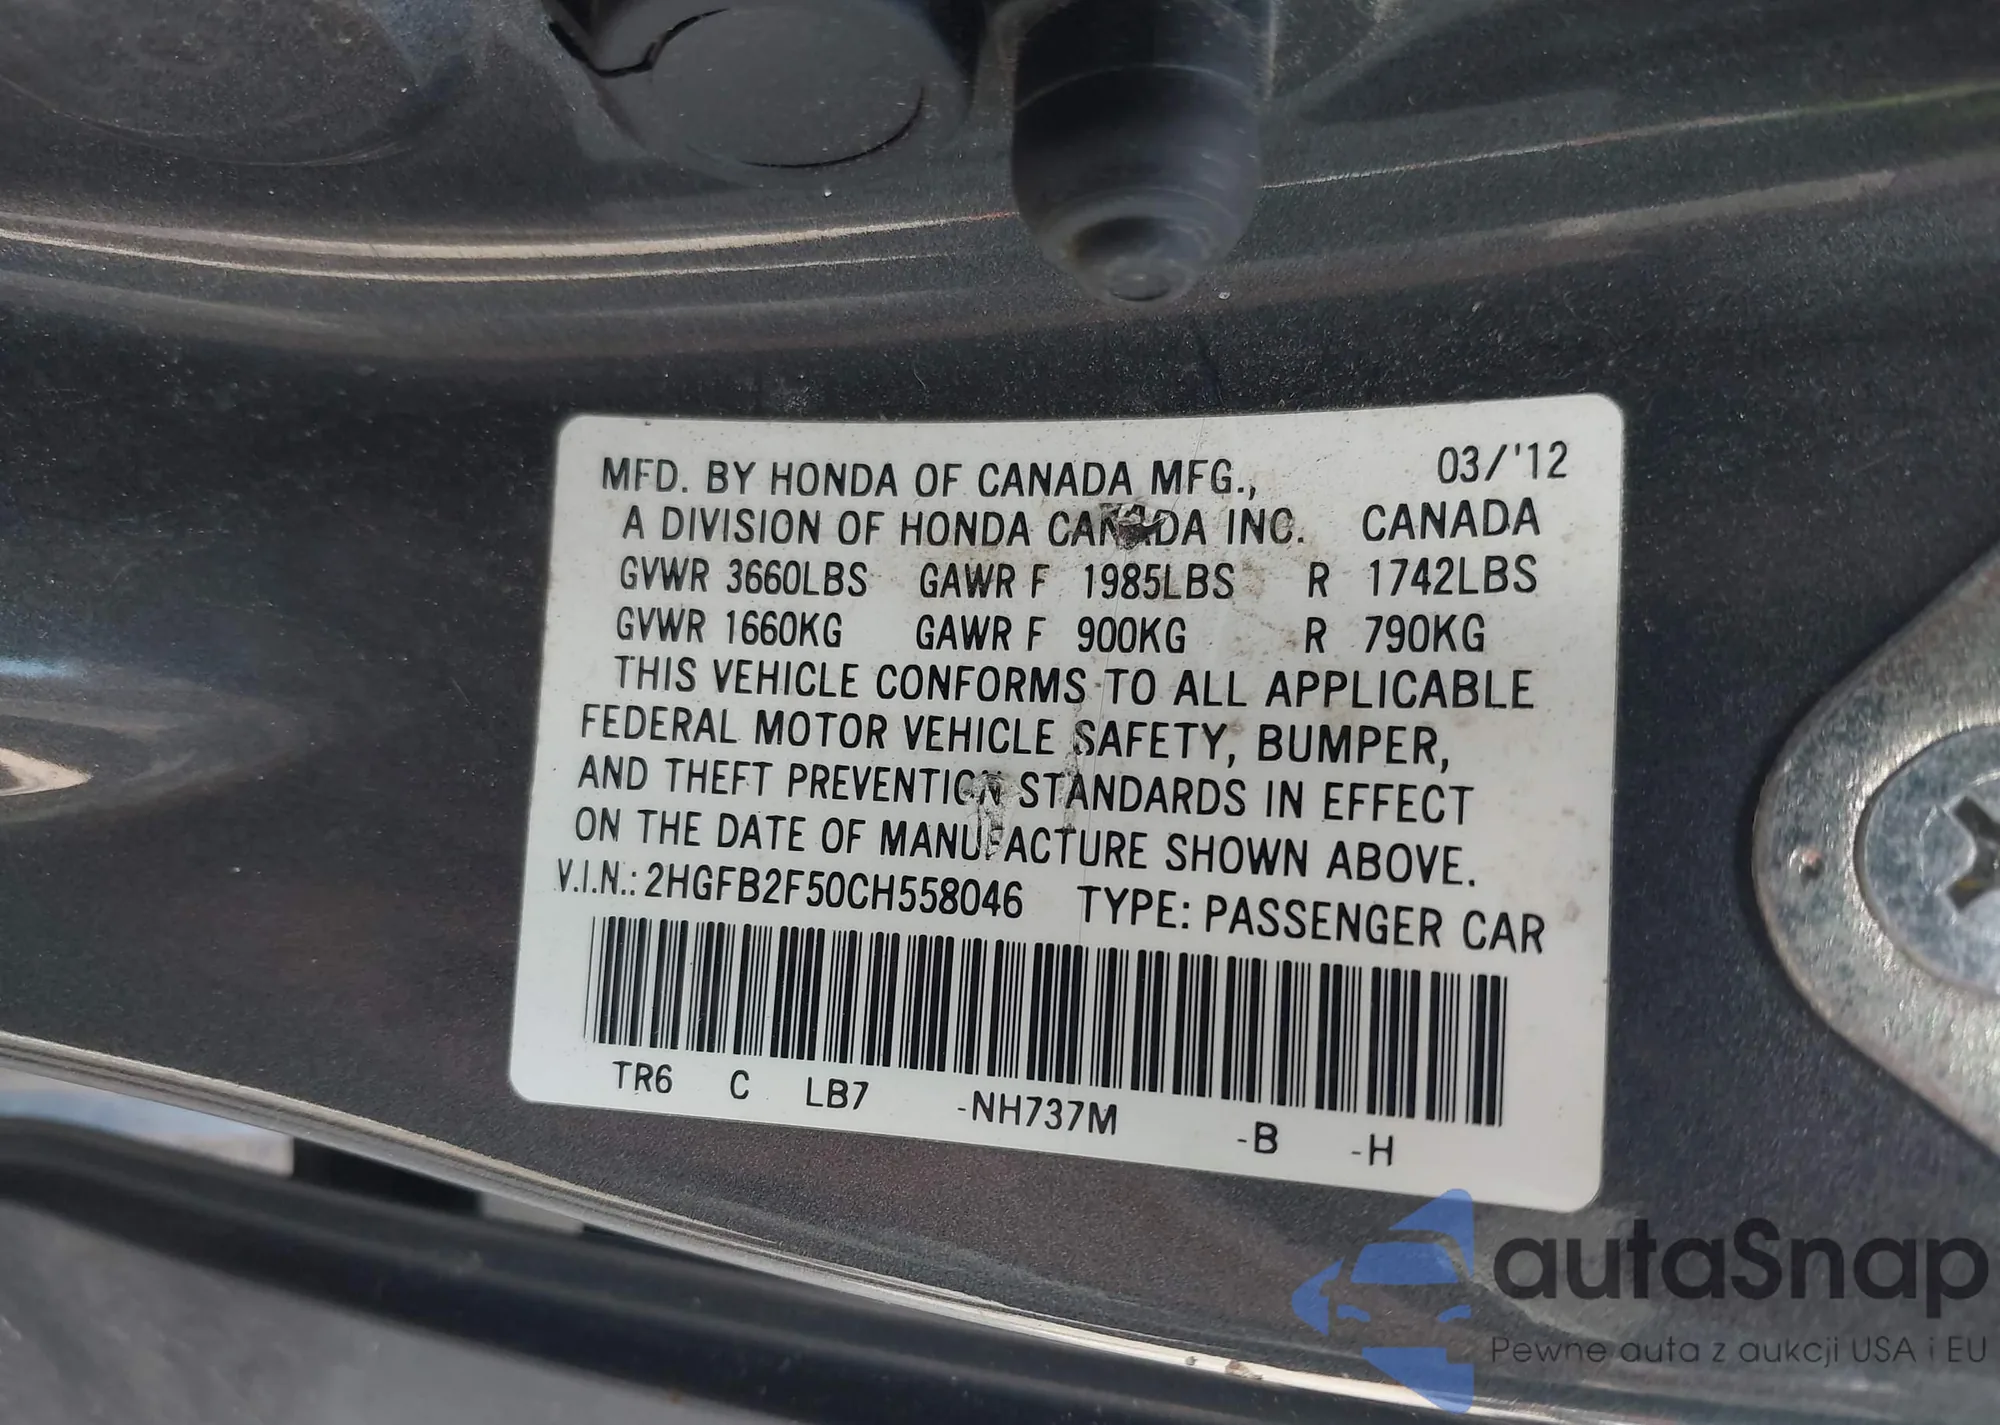 MFD. BY HONDA OF CANADA MFG., 03/'12
A DIVISION OF HONDA CANADA INC. CANADA
GVWR 3660LBS GAWR F 1985LBS R 1742LBS
GVWR 1660KG GAWR F 900KG R 790KG
THIS VEHICLE CONFORMS TO ALL APPLICABLE
FEDERAL MOTOR VEHICLE SAFETY, BUMPER,
AND THEFT PREVENTION STANDARDS IN EFFECT
ON THE DATE OF MANUFACTURE SHOWN ABOVE.
V.I.N.: 2HGFB2F50CH558046 TYPE: PASSENGER CAR
TR6 C LB7 -NH737M -B -H
autaSnap
Pewne auta z aukcji USA i EU